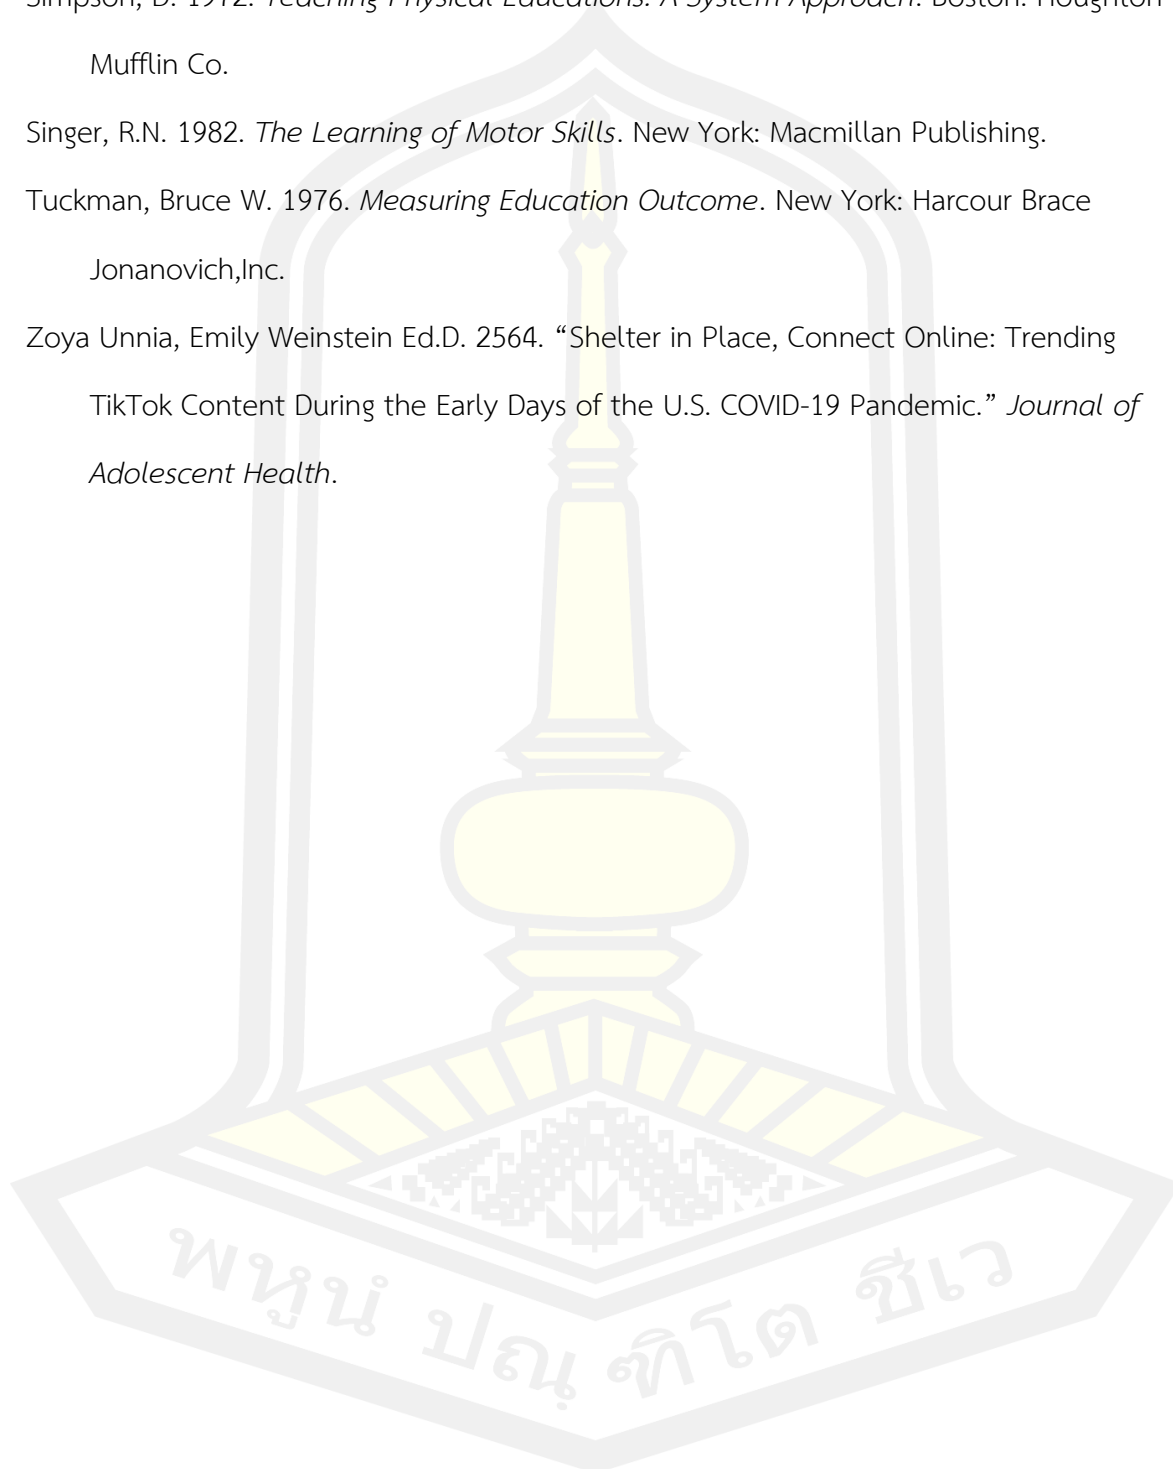 Simpson, D. 1972. Teaching Physical Educations: A System Approach. Boston: Houghton
Mufflin Co.
Singer, R.N. 1982. The Learning of Motor Skills. New York: Macmillan Publishing.
Tuckman, Bruce W. 1976. Measuring Education Outcome. New York: Harcour Brace
Jonanovich,Inc.
Zoya Unnia, Emily Weinstein Ed.D. 2564. “Shelter in Place, Connect Online: Trending
TikTok Content During the Early Days of the U.S. COVID-19 Pandemic.” Journal of
Adolescent Health.
พหูนํ ปณฺฑิโต ชีเว